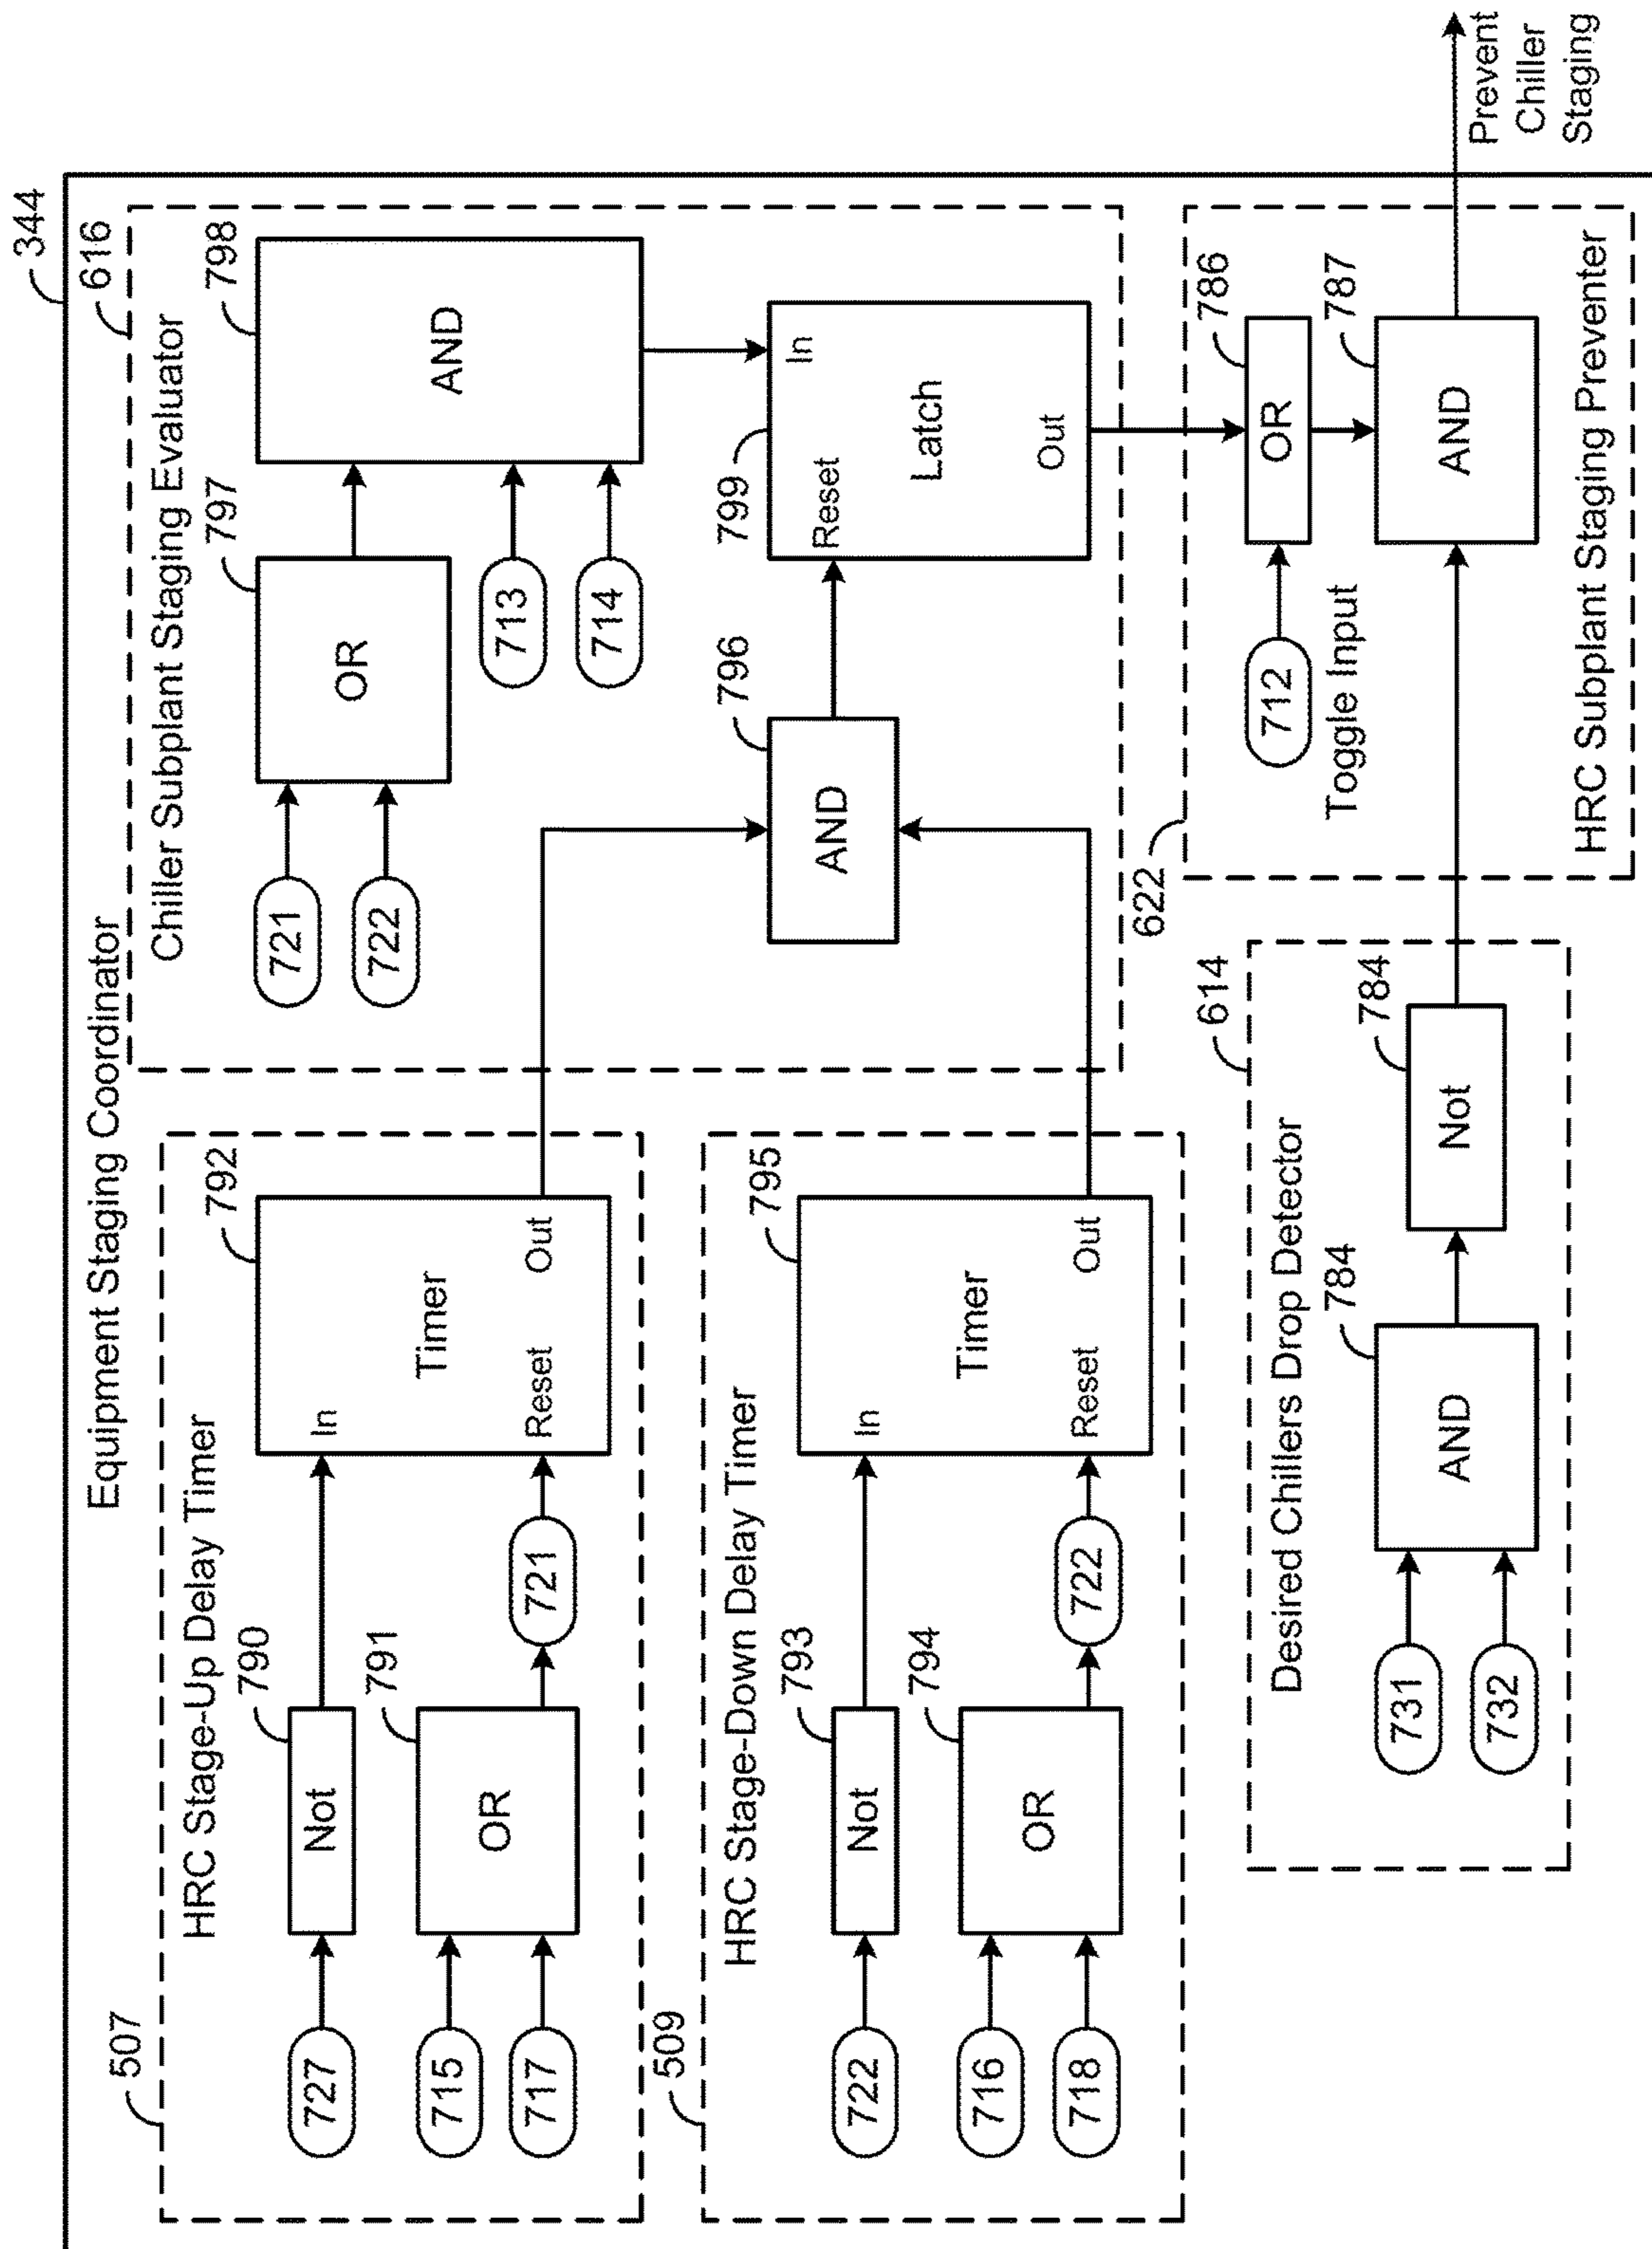 344
Equipment Staging Coordinator
507
HRC Stage-Up Delay Timer
727
Not
790
715
717
OR
791
721
In
Timer
Reset
Out
792
509
HRC Stage-Down Delay Timer
722
Not
793
716
718
OR
794
722
In
Timer
Reset
Out
795
616
Chiller Subplant Staging Evaluator
721
722
OR
797
713
714
AND
798
AND
796
Reset
In
Latch
Out
799
614
Desired Chillers Drop Detector
731
732
AND
784
Not
784
622
712
Toggle Input
OR
786
AND
787
HRC Subplant Staging Preventer
Prevent
Chiller
Staging